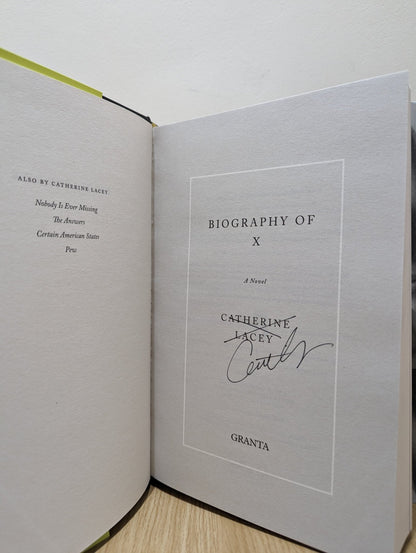 ALSO BY CATHERINE LACEY
Nobody Is Ever Missing
The Answers
Certain American States
Pew
BIOGRAPHY OF
X
A Novel
CATHERINE
LACEY
GRANTA